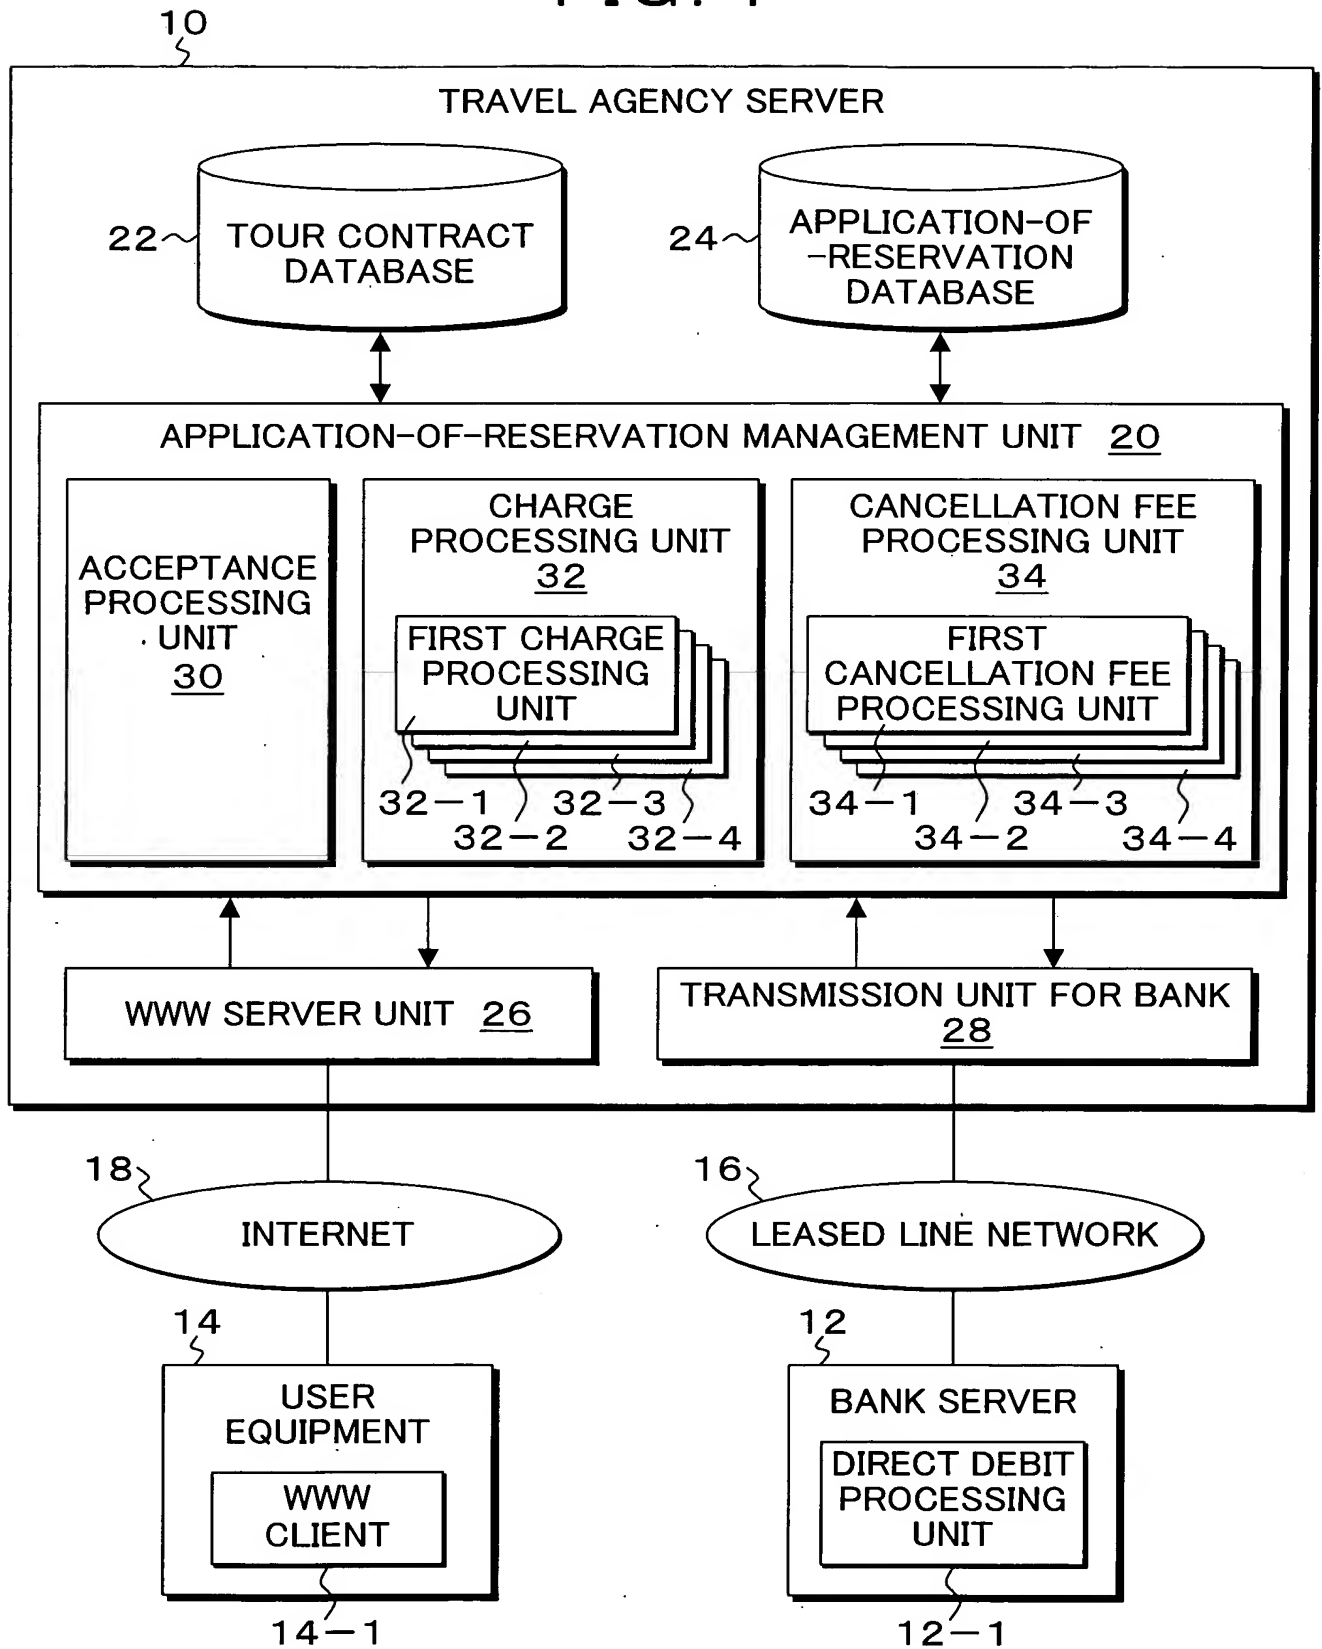 10
TRAVEL AGENCY SERVER
22
TOUR CONTRACT
DATABASE
24
APPLICATION-OF
-RESERVATION
DATABASE
APPLICATION-OF-RESERVATION MANAGEMENT UNIT 20
ACCEPTANCE
PROCESSING
UNIT
30
CHARGE
PROCESSING UNIT
32
FIRST CHARGE
PROCESSING
UNIT
32-1
32-2
32-3
32-4
CANCELLATION FEE
PROCESSING UNIT
34
FIRST
CANCELLATION FEE
PROCESSING UNIT
34-1
34-2
34-3
34-4
WWW SERVER UNIT 26
TRANSMISSION UNIT FOR BANK
28
18
INTERNET
16
LEASED LINE NETWORK
14
USER
EQUIPMENT
WWW
CLIENT
14-1
12
BANK SERVER
DIRECT DEBIT
PROCESSING
UNIT
12-1